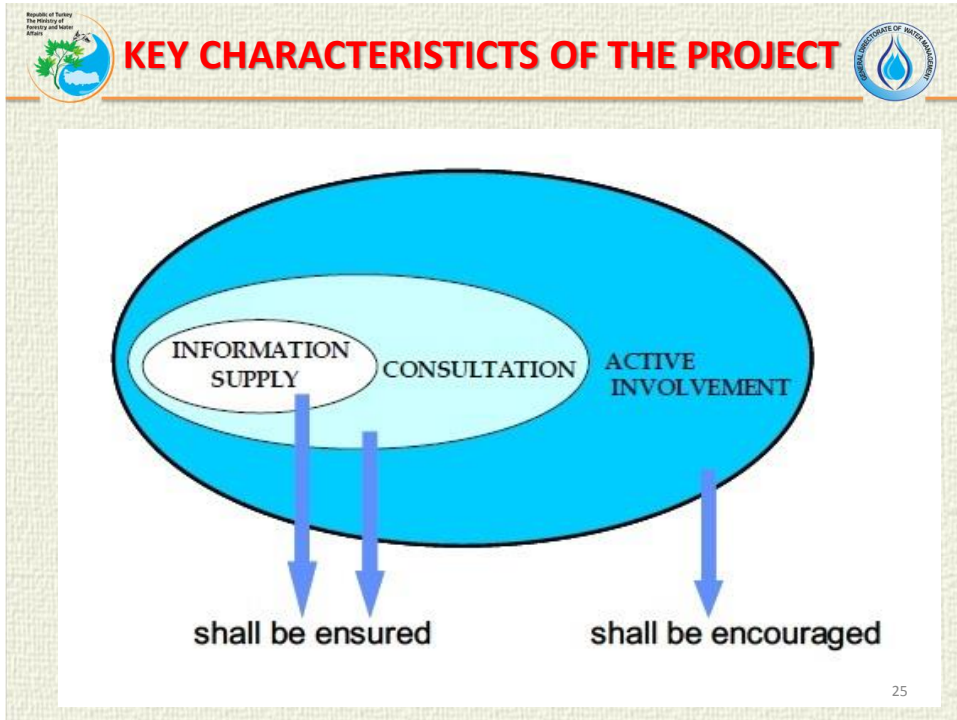 Republic of Turkey
The Ministry of
Forestry and Water
Affairs
KEY CHARACTERISTICTS OF THE PROJECT
GENERAL DIRECTORATE OF WATER MANAGEMENT
INFORMATION
SUPPLY
CONSULTATION
ACTIVE
INVOLVEMENT
shall be ensured
shall be encouraged
25